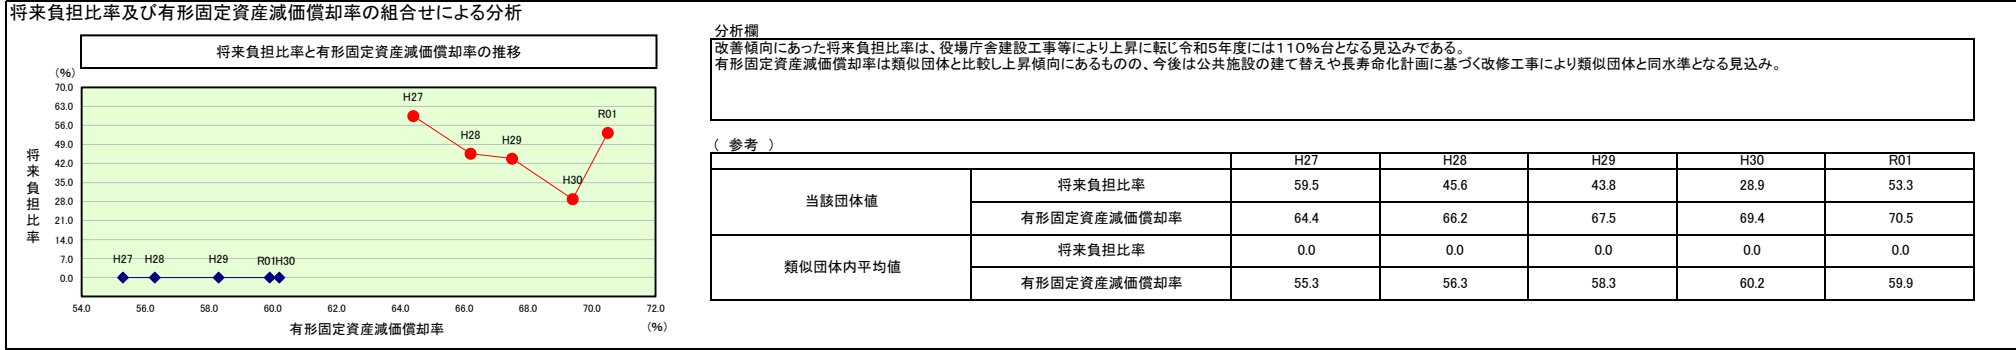 将来負担比率及び有形固定資産減価償却率の組合せによる分析
将来負担比率と有形固定資産減価償却率の推移
(%)
70.0
63.0
56.0
49.0
42.0
35.0
28.0
21.0
14.0
7.0
0.0
将来負担比率
H27
H28
H29
H30
R01
H27
H28
H29
R01
H30
54.0 56.0 58.0 60.0 62.0 64.0 66.0 68.0 70.0 72.0
有形固定資産減価償却率
(%)
分析欄
改善傾向にあった将来負担比率は、役場庁舎建設工事等により上昇に転じ令和5年度には110%台となる見込みである。
有形固定資産減価償却率は類似団体と比較し上昇傾向にあるものの、今後は公共施設の建て替えや長寿命化計画に基づく改修工事により類似団体と同水準となる見込み。
( 参考 )
H27 H28 H29 H30 R01
当該団体値
将来負担比率 59.5 45.6 43.8 28.9 53.3
有形固定資産減価償却率 64.4 66.2 67.5 69.4 70.5
類似団体内平均値
将来負担比率 0.0 0.0 0.0 0.0 0.0
有形固定資産減価償却率 55.3 56.3 58.3 60.2 59.9